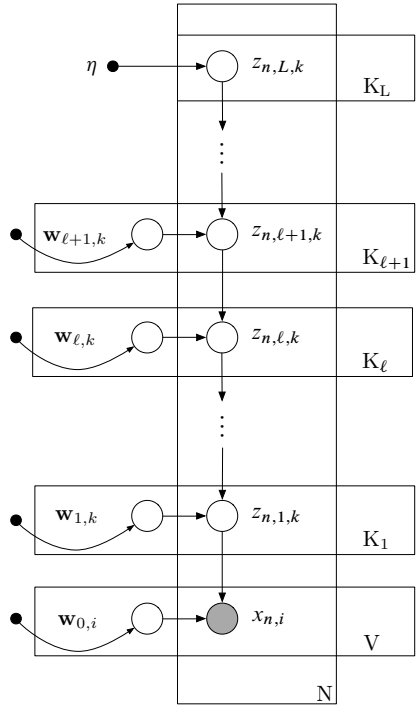 η z_{n,L,k}
K_L
⋮
w_{ℓ+1,k} z_{n,ℓ+1,k}
K_{ℓ+1}
w_{ℓ,k} z_{n,ℓ,k}
K_ℓ
⋮
w_{1,k} z_{n,1,k}
K_1
w_{0,i} x_{n,i}
V
N